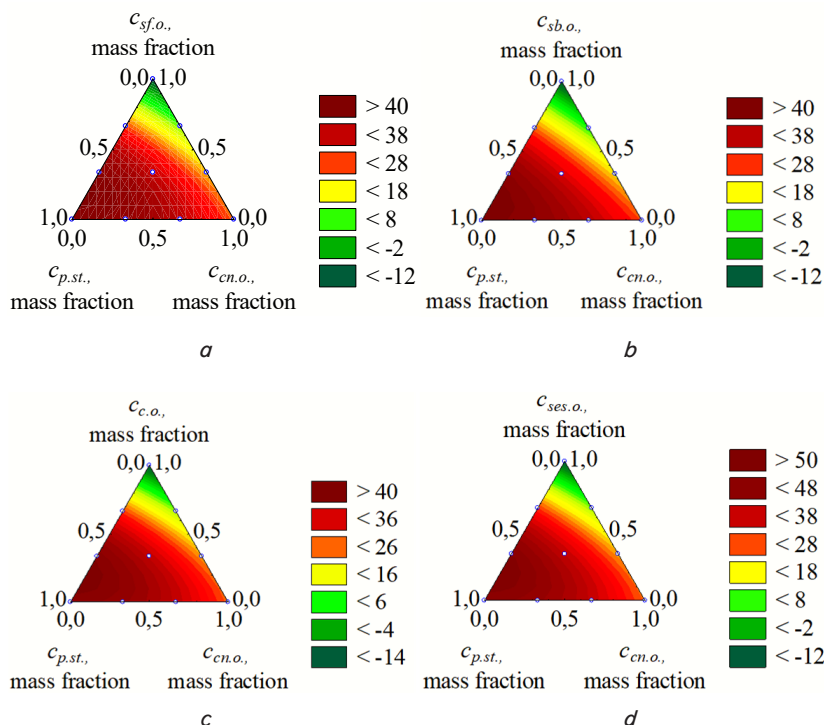 c_sf.o.,
mass fraction
0,0 1,0
0,5 0,5
1,0 0,0
0,0 0,5 1,0
c_p.st., c_cn.o.,
mass fraction mass fraction
> 40
< 38
< 28
< 18
< 8
< -2
< -12
a
c_sb.o.,
mass fraction
0,0 1,0
0,5 0,5
1,0 0,0
0,0 0,5 1,0
c_p.st., c_cn.o.,
mass fraction mass fraction
> 40
< 38
< 28
< 18
< 8
< -2
< -12
b
c_c.o.,
mass fraction
0,0 1,0
0,5 0,5
1,0 0,0
0,0 0,5 1,0
c_p.st., c_cn.o.,
mass fraction mass fraction
> 40
< 36
< 26
< 16
< 6
< -4
< -14
c
c_ses.o.,
mass fraction
0,0 1,0
0,5 0,5
1,0 0,0
0,0 0,5 1,0
c_p.st., c_cn.o.,
mass fraction mass fraction
> 50
< 48
< 38
< 28
< 18
< 8
< -2
< -12
d